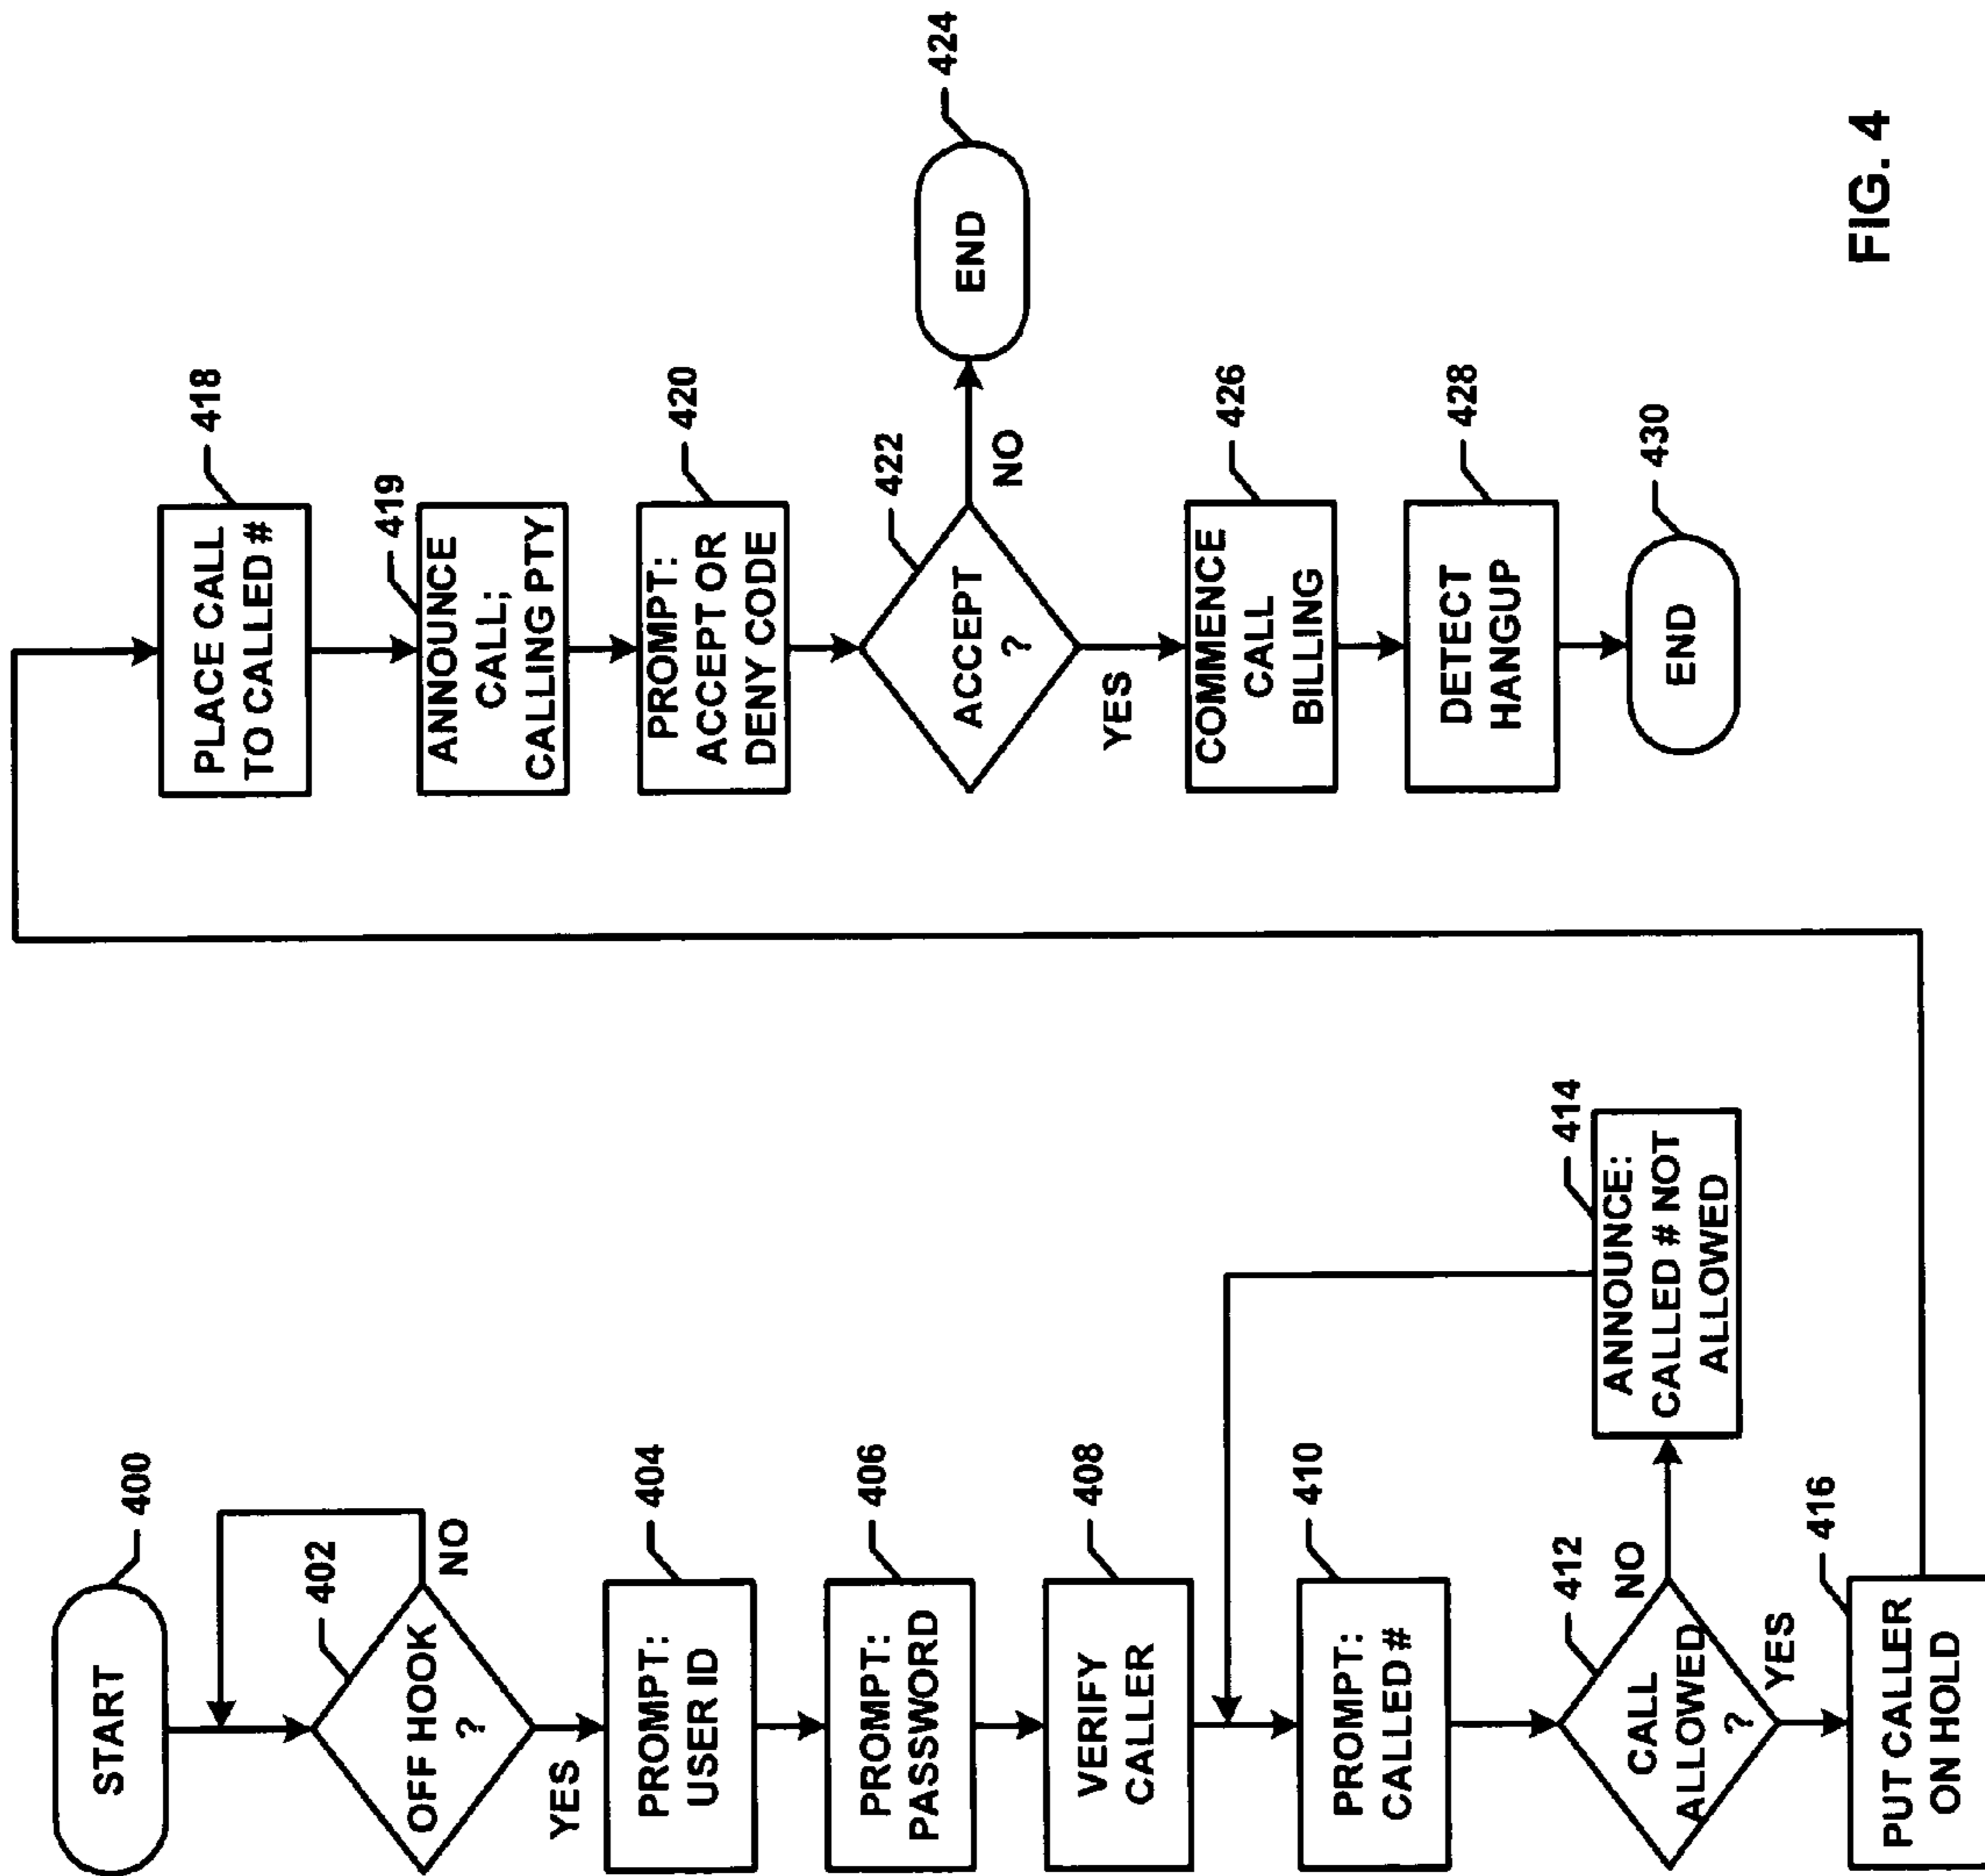 START
400
OFF HOOK
?
402
NO
YES
PROMPT:
USER ID
404
PROMPT:
PASSWORD
406
VERIFY
CALLER
408
PROMPT:
CALLED #
410
CALL
ALLOWED
?
412
NO
YES
ANNOUNCE:
CALLED # NOT
ALLOWED
414
PUT CALLER
ON HOLD
416
PLACE CALL
TO CALLED #
418
ANNOUNCE
CALL;
CALLING PTY
419
PROMPT:
ACCEPT OR
DENY CODE
420
ACCEPT
?
422
NO
YES
END
424
COMMENCE
CALL
BILLING
426
DETECT
HANGUP
428
END
430
FIG. 4